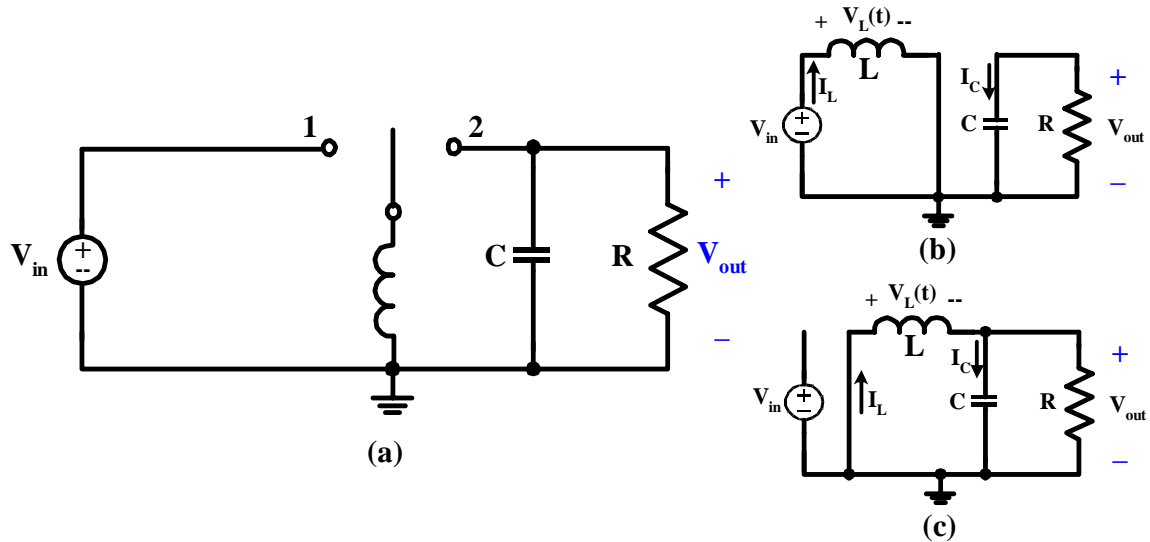 1
2
V_in
+
--
C
R
+
V_out
–
(a)
+ V_L(t) --
L
I_L
I_C
V_in
+
–
C
R
+
V_out
–
(b)
+ V_L(t) --
L
I_L
I_C
V_in
+
–
C
R
+
V_out
–
(c)